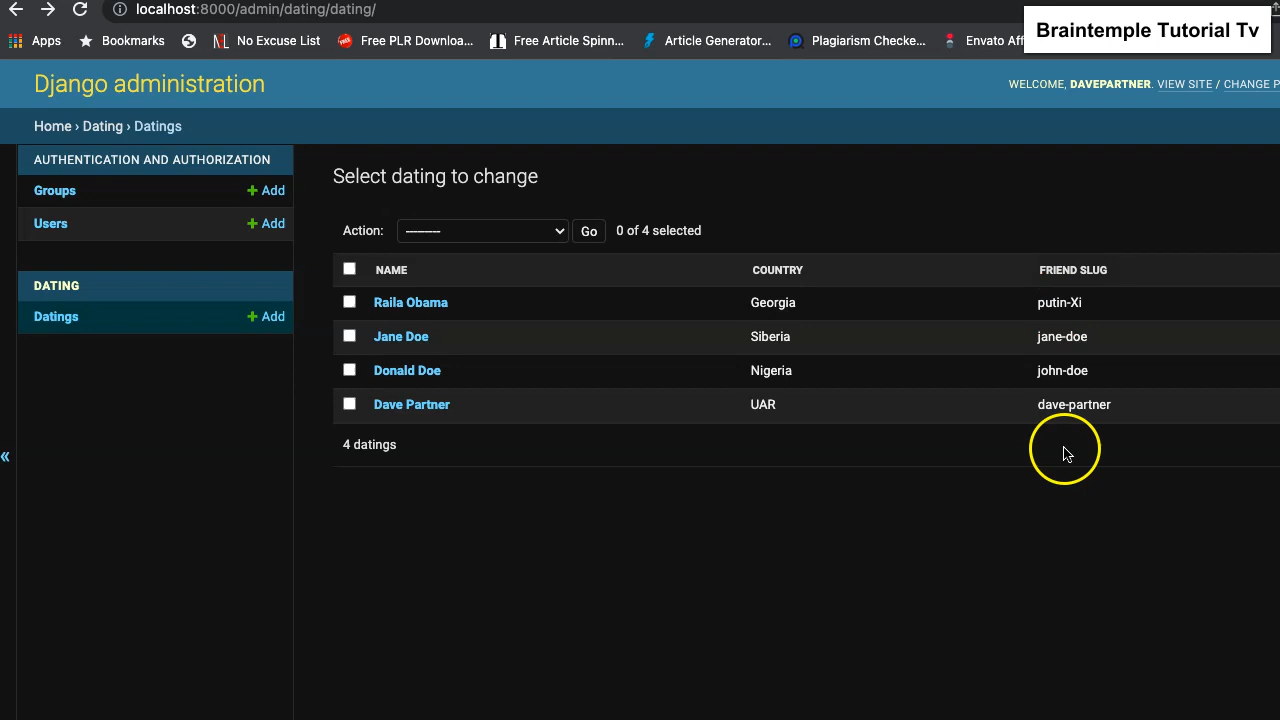 localhost:8000/admin/dating/dating/
Braintemple Tutorial Tv
Apps Bookmarks No Excuse List Free PLR Downloa... Free Article Spinn... Article Generator... Plagiarism Checke... Envato Aff
Django administration
WELCOME, DAVEPARTNER. VIEW SITE / CHANGE P
Home › Dating › Datings
AUTHENTICATION AND AUTHORIZATION
Groups + Add
Users + Add
DATING
Datings + Add
«
Select dating to change
Action: --------- Go 0 of 4 selected
NAME COUNTRY FRIEND SLUG
Raila Obama Georgia putin-Xi
Jane Doe Siberia jane-doe
Donald Doe Nigeria john-doe
Dave Partner UAR dave-partner
4 datings